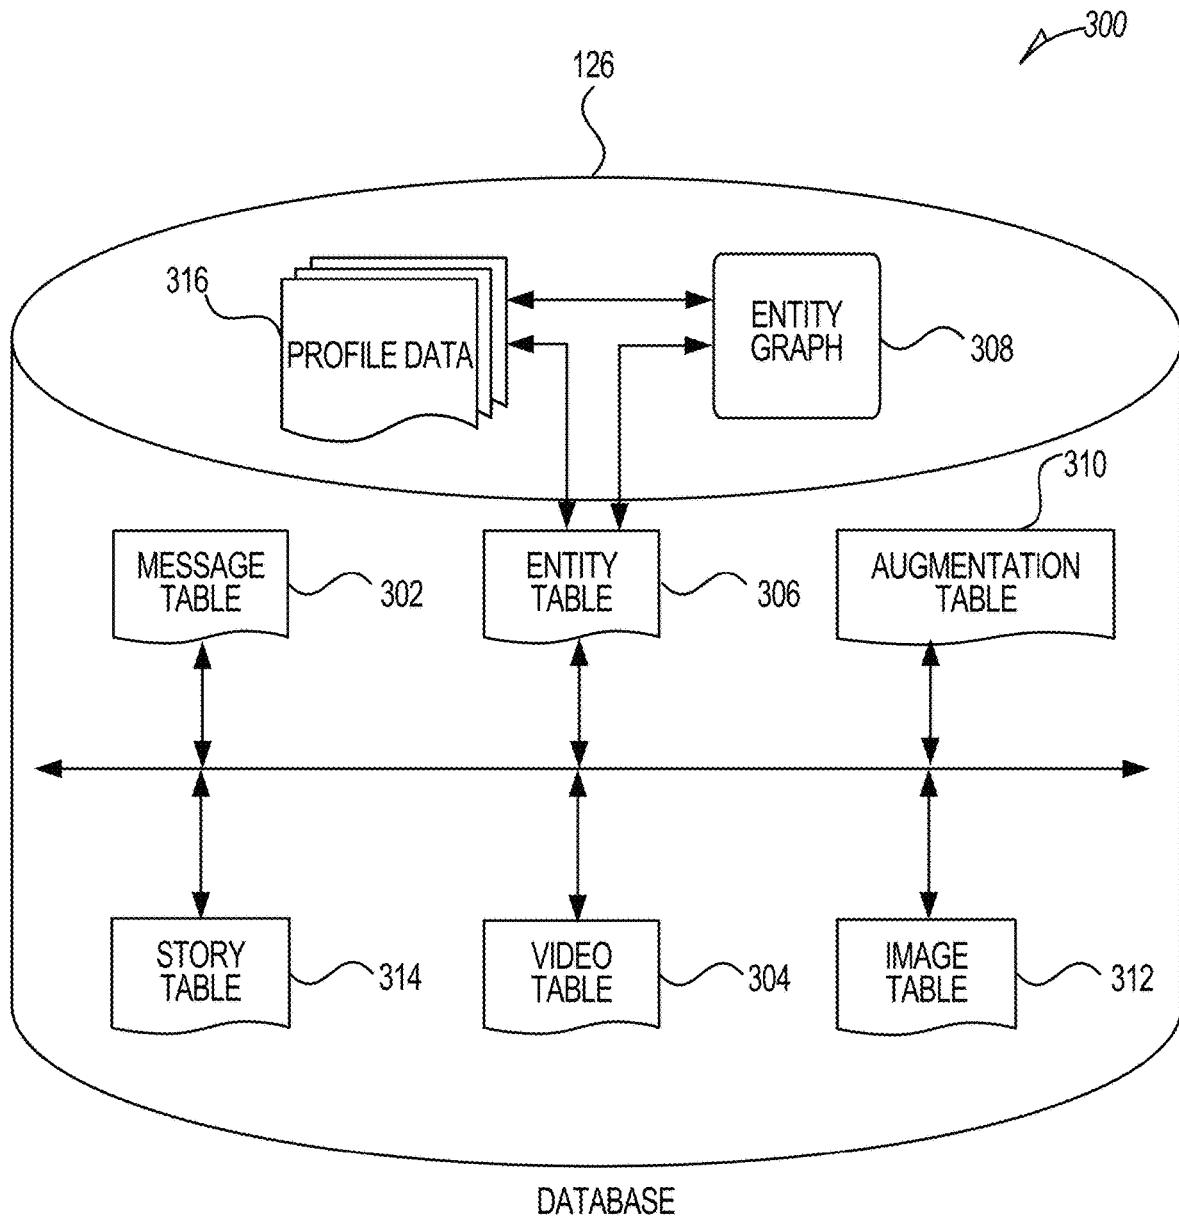 300
126
316
PROFILE DATA
ENTITY
GRAPH
308
310
MESSAGE
TABLE
302
ENTITY
TABLE
306
AUGMENTATION
TABLE
STORY
TABLE
314
VIDEO
TABLE
304
IMAGE
TABLE
312
DATABASE